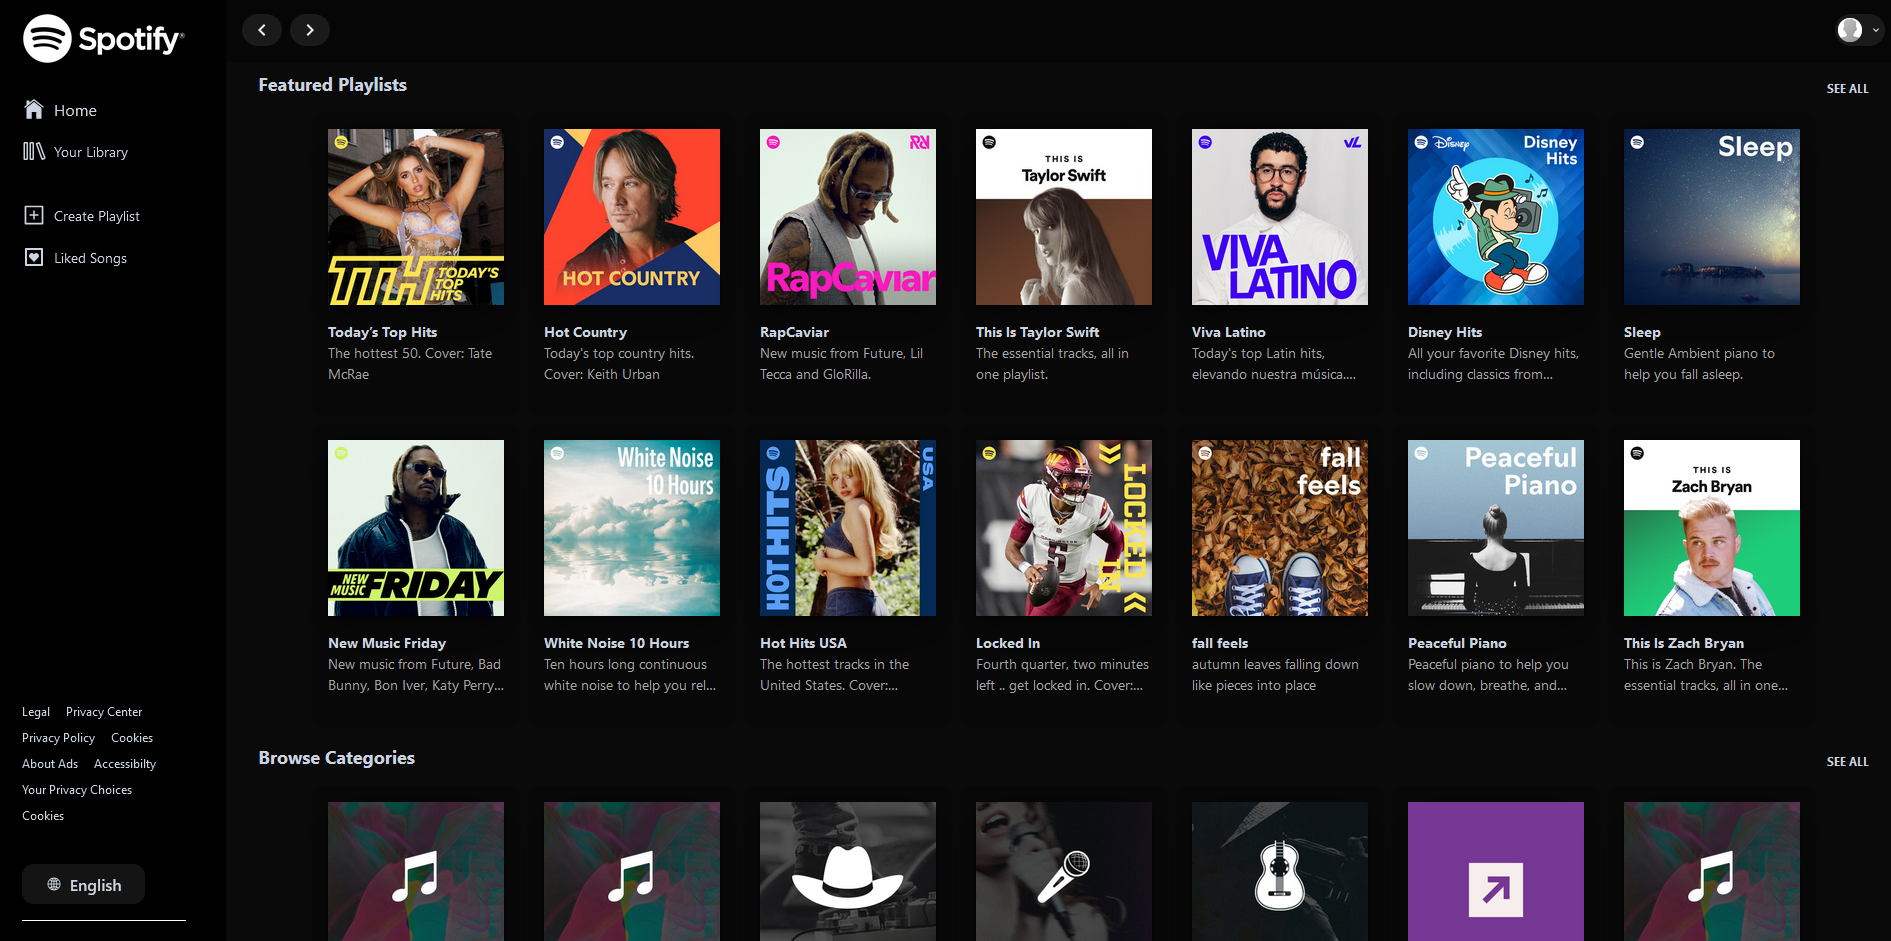 Spotify®
Home
Your Library
Create Playlist
Liked Songs
Legal Privacy Center
Privacy Policy Cookies
About Ads Accessibilty
Your Privacy Choices
Cookies
English
Featured Playlists
SEE ALL
TTH TODAY'S
TOP
HITS
Today's Top Hits
The hottest 50. Cover: Tate
McRae
HOT COUNTRY
Hot Country
Today's top country hits.
Cover: Keith Urban
RapCaviar
RapCaviar
New music from Future, Lil
Tecca and GloRilla.
THIS IS
Taylor Swift
This Is Taylor Swift
The essential tracks, all in
one playlist.
VL
VIVA
LATINO
Viva Latino
Today's top Latin hits,
elevando nuestra música....
Disney
Disney
Hits
Disney Hits
All your favorite Disney hits,
including classics from...
Sleep
Sleep
Gentle Ambient piano to
help you fall asleep.
NEW
MUSIC FRIDAY
New Music Friday
New music from Future, Bad
Bunny, Bon Iver, Katy Perry...
White Noise
10 Hours
White Noise 10 Hours
Ten hours long continuous
white noise to help you rel...
HOT HITS
USA
Hot Hits USA
The hottest tracks in the
United States. Cover:...
LOCKED
IN
5
Locked In
Fourth quarter, two minutes
left .. get locked in. Cover:...
fall
feels
fall feels
autumn leaves falling down
like pieces into place
Peaceful
Piano
Peaceful Piano
Peaceful piano to help you
slow down, breathe, and...
THIS IS
Zach Bryan
This Is Zach Bryan
This is Zach Bryan. The
essential tracks, all in one...
Browse Categories
SEE ALL